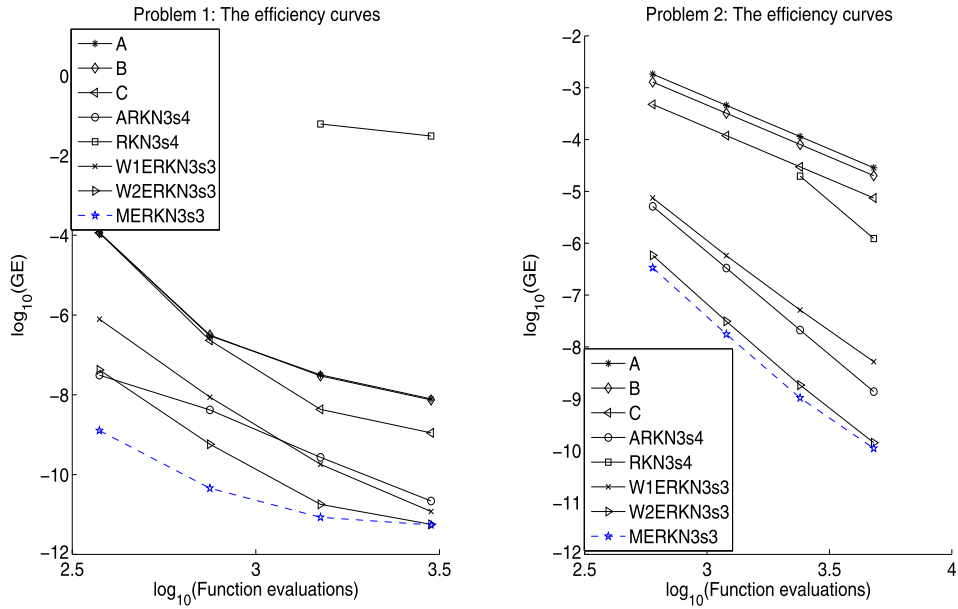 Problem 1: The efficiency curves
A
B
C
ARKN3s4
RKN3s4
W1ERKN3s3
W2ERKN3s3
MERKN3s3
0
−2
−4
−6
−8
−10
−12
2.5
3
3.5
log10(GE)
log10(Function evaluations)
Problem 2: The efficiency curves
−2
−3
−4
−5
−6
−7
−8
−9
−10
−11
−12
A
B
C
ARKN3s4
RKN3s4
W1ERKN3s3
W2ERKN3s3
MERKN3s3
2.5
3
3.5
4
log10(GE)
log10(Function evaluations)